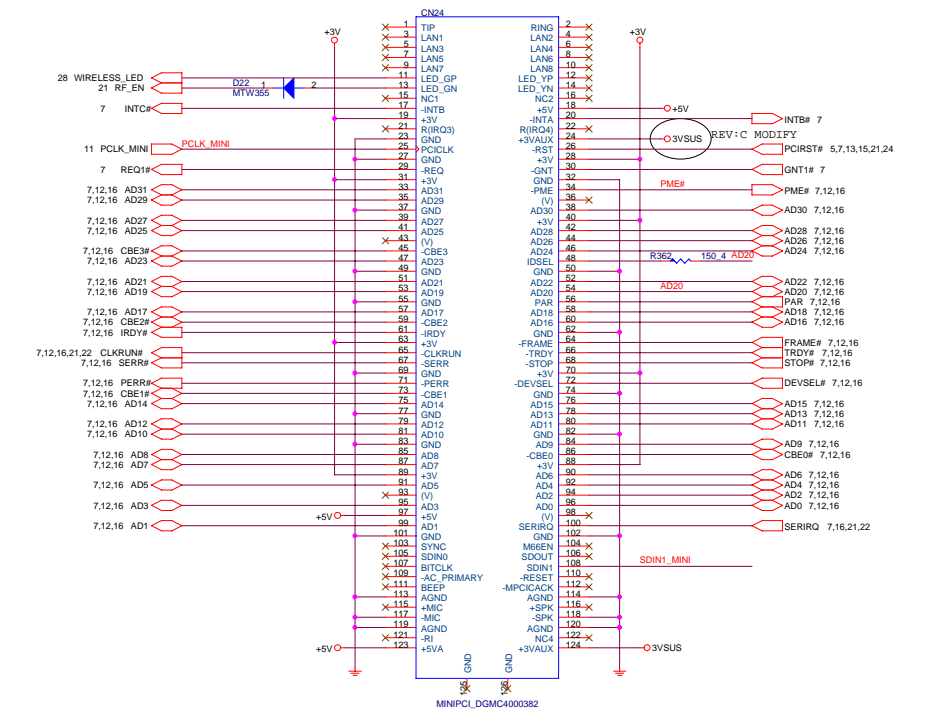 CN24
+3V +3V
1 TIP RING 2
3 LAN1 LAN2 4
5 LAN3 LAN4 6
7 LAN5 LAN6 8
9 LAN7 LAN8 10
28 WIRELESS_LED 11 LED_GP LED_YP 12
21 RF_EN D22 1 2 13 LED_GN LED_YN 14
MTW355
15 NC1 NC2 16
7 INTC# 17 -INTB +5V 18 +5V
19 +3V -INTA 20 INTB# 7
21 R(IRQ3) R(IRQ4) 22
23 GND +3VAUX 24 3VSUS REV:C MODIFY
11 PCLK_MINI PCLK_MINI 25 PCICLK -RST 26 PCIRST# 5,7,13,15,21,24
27 GND +3V 28
7 REQ1# 29 -REQ -GNT 30 GNT1# 7
31 +3V GND 32
7,12,16 AD31 33 AD31 -PME 34 PME# PME# 7,12,16
7,12,16 AD29 35 AD29 (V) 36
37 GND AD30 38 AD30 7,12,16
7,12,16 AD27 39 AD27 +3V 40
7,12,16 AD25 41 AD25 AD28 42 AD28 7,12,16
43 (V) AD26 44 AD26 7,12,16
7,12,16 CBE3# 45 -CBE3 AD24 46 AD24 7,12,16
7,12,16 AD23 47 AD23 IDSEL 48 R362 150_4 AD20
49 GND GND 50
7,12,16 AD21 51 AD21 AD22 52 AD22 7,12,16
7,12,16 AD19 53 AD19 AD20 54 AD20 AD20 7,12,16
55 GND PAR 56 PAR 7,12,16
7,12,16 AD17 57 AD17 AD18 58 AD18 7,12,16
7,12,16 CBE2# 59 -CBE2 AD16 60 AD16 7,12,16
7,12,16 IRDY# 61 -IRDY GND 62
63 +3V -FRAME 64 FRAME# 7,12,16
7,12,16,21,22 CLKRUN# 65 -CLKRUN -TRDY 66 TRDY# 7,12,16
7,12,16 SERR# 67 -SERR -STOP 68 STOP# 7,12,16
69 GND +3V 70
7,12,16 PERR# 71 -PERR -DEVSEL 72 DEVSEL# 7,12,16
7,12,16 CBE1# 73 -CBE1 GND 74
7,12,16 AD14 75 AD14 AD15 76 AD15 7,12,16
77 GND AD13 78 AD13 7,12,16
7,12,16 AD12 79 AD12 AD11 80 AD11 7,12,16
7,12,16 AD10 81 AD10 GND 82
83 GND AD9 84 AD9 7,12,16
7,12,16 AD8 85 AD8 -CBE0 86 CBE0# 7,12,16
7,12,16 AD7 87 AD7 +3V 88
89 +3V AD6 90 AD6 7,12,16
7,12,16 AD5 91 AD5 AD4 92 AD4 7,12,16
93 (V) AD2 94 AD2 7,12,16
7,12,16 AD3 95 AD3 AD0 96 AD0 7,12,16
+5V 97 +5V (V) 98
7,12,16 AD1 99 AD1 SERIRQ 100 SERIRQ 7,16,21,22
101 GND GND 102
103 SYNC M66EN 104
105 SDIN0 SDOUT 106
107 BITCLK SDIN1 108 SDIN1_MINI
109 -AC_PRIMARY -RESET 110
111 BEEP -MPCICACK 112
113 AGND AGND 114
115 +MIC +SPK 116
117 -MIC -SPK 118
119 AGND AGND 120
121 -RI NC4 122
+5V 123 +5VA +3VAUX 124 3VSUS
GND GND
125 126
MINIPCI_DGMC4000382